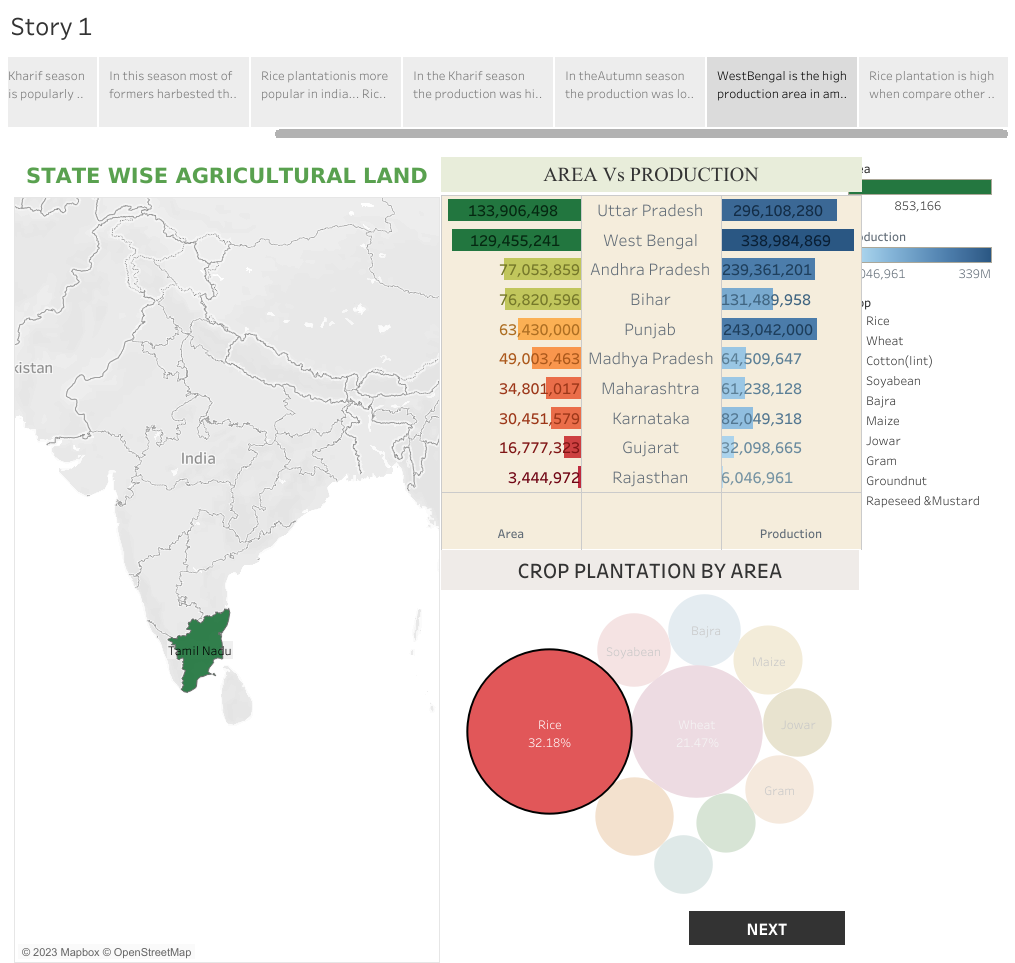 Story 1
Kharif season
is popularly ..
In this season most of
formers harbested th..
Rice plantationis more
popular in india... Ric..
In the Kharif season
the production was hi..
In theAutumn season
the production was lo..
WestBengal is the high
production area in am..
Rice plantation is high
when compare other ..
STATE WISE AGRICULTURAL LAND
kistan
India
Tamil Nadu
© 2023 Mapbox © OpenStreetMap
AREA Vs PRODUCTION
133,906,498 Uttar Pradesh 296,108,280
129,455,241 West Bengal 338,984,869
77,053,859 Andhra Pradesh 239,361,201
76,820,596 Bihar 131,489,958
63,430,000 Punjab 243,042,000
49,003,463 Madhya Pradesh 64,509,647
34,801,017 Maharashtra 61,238,128
30,451,579 Karnataka 82,049,318
16,777,323 Gujarat 32,098,665
3,444,972 Rajasthan 6,046,961
Area Production
CROP PLANTATION BY AREA
Soyabean
Bajra
Maize
Rice
32.18%
Wheat
21.47%
Jowar
Gram
NEXT
ea
853,166
oduction
046,961 339M
op
Rice
Wheat
Cotton(lint)
Soyabean
Bajra
Maize
Jowar
Gram
Groundnut
Rapeseed &Mustard